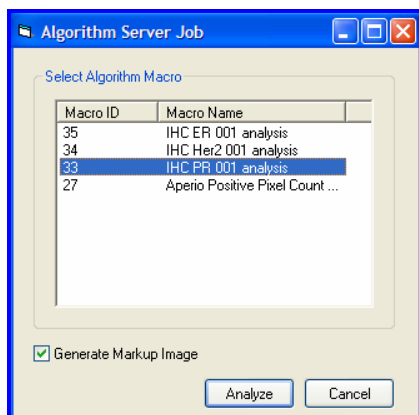 Algorithm Server Job
Select Algorithm Macro
Macro ID Macro Name
35 IHC ER 001 analysis
34 IHC Her2 001 analysis
33 IHC PR 001 analysis
27 Aperio Positive Pixel Count ...
Generate Markup Image
Analyze Cancel